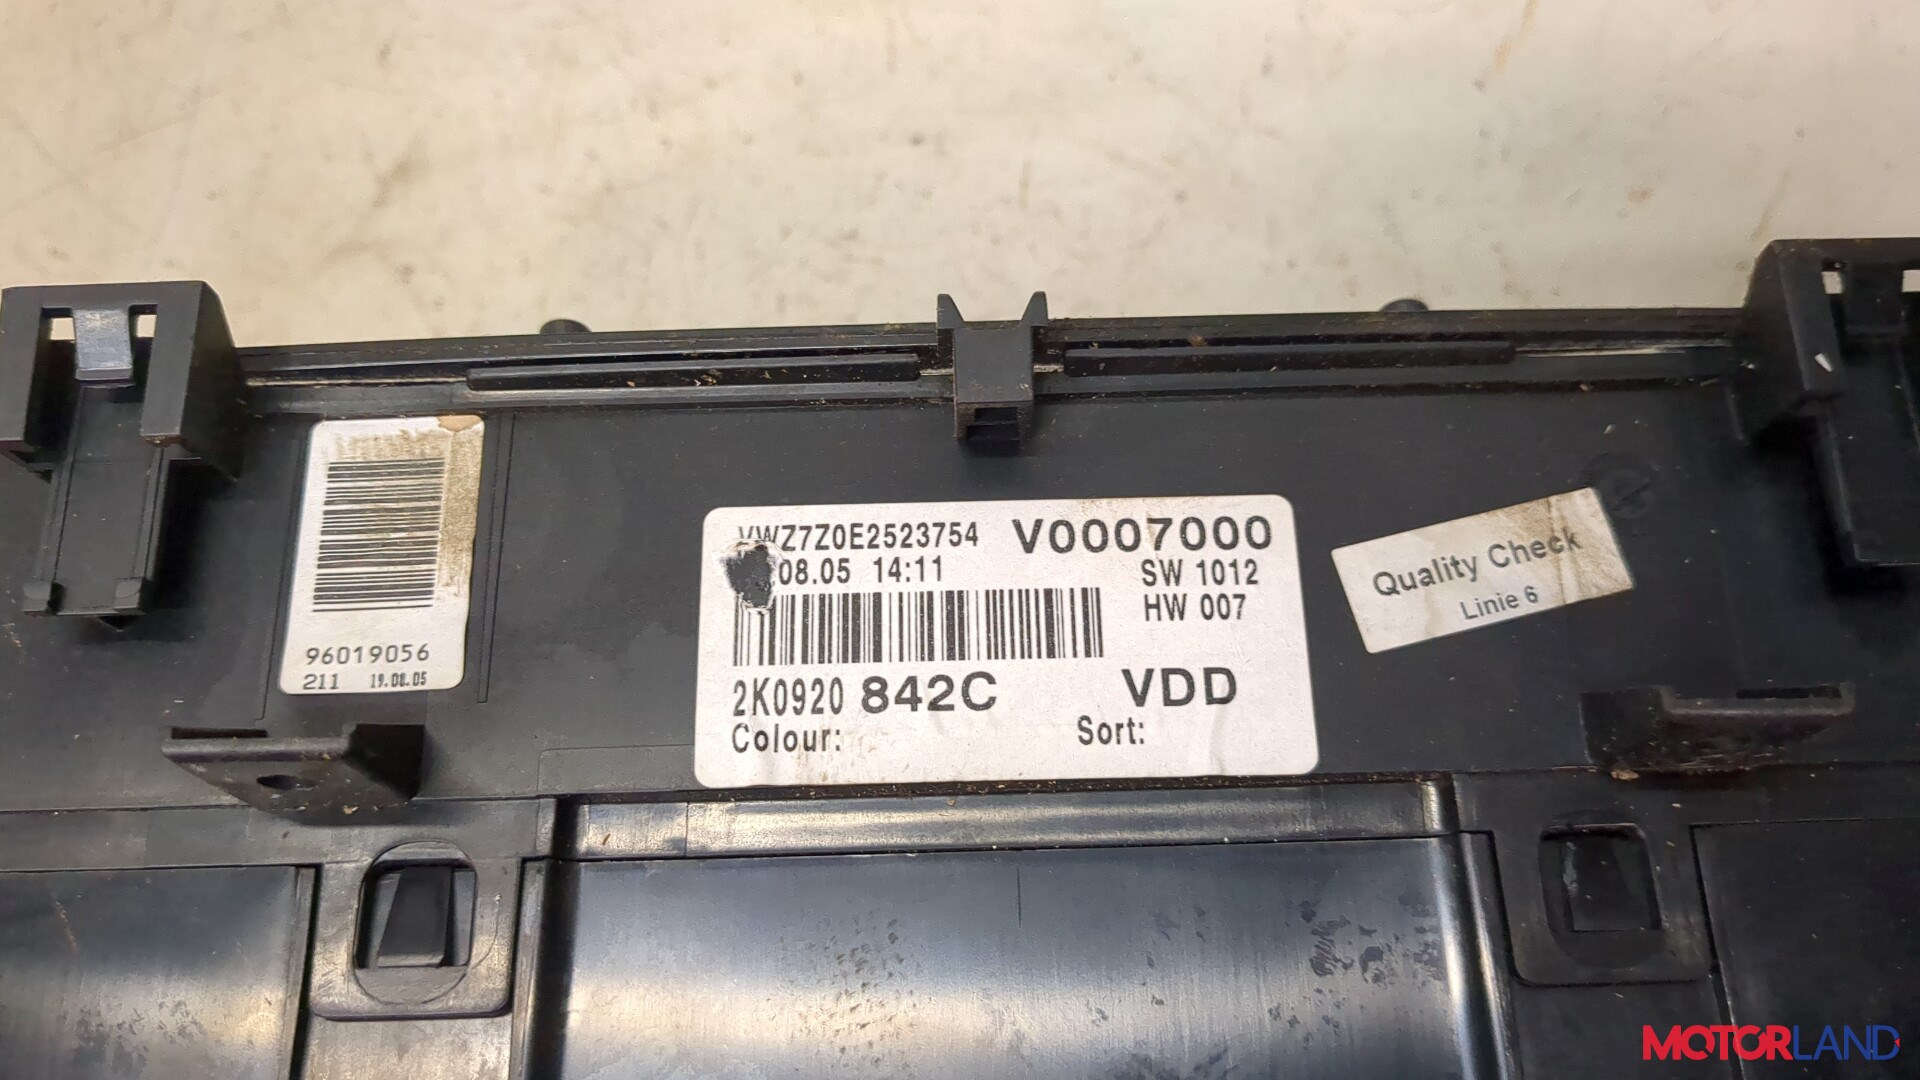 96019056
211 19.08.05
VWZ7Z0E2523754 V0007000
08.05 14:11 SW 1012
HW 007
2K0920 842C VDD
Colour: Sort:
Quality Check
Linie 6
MOTORLAND